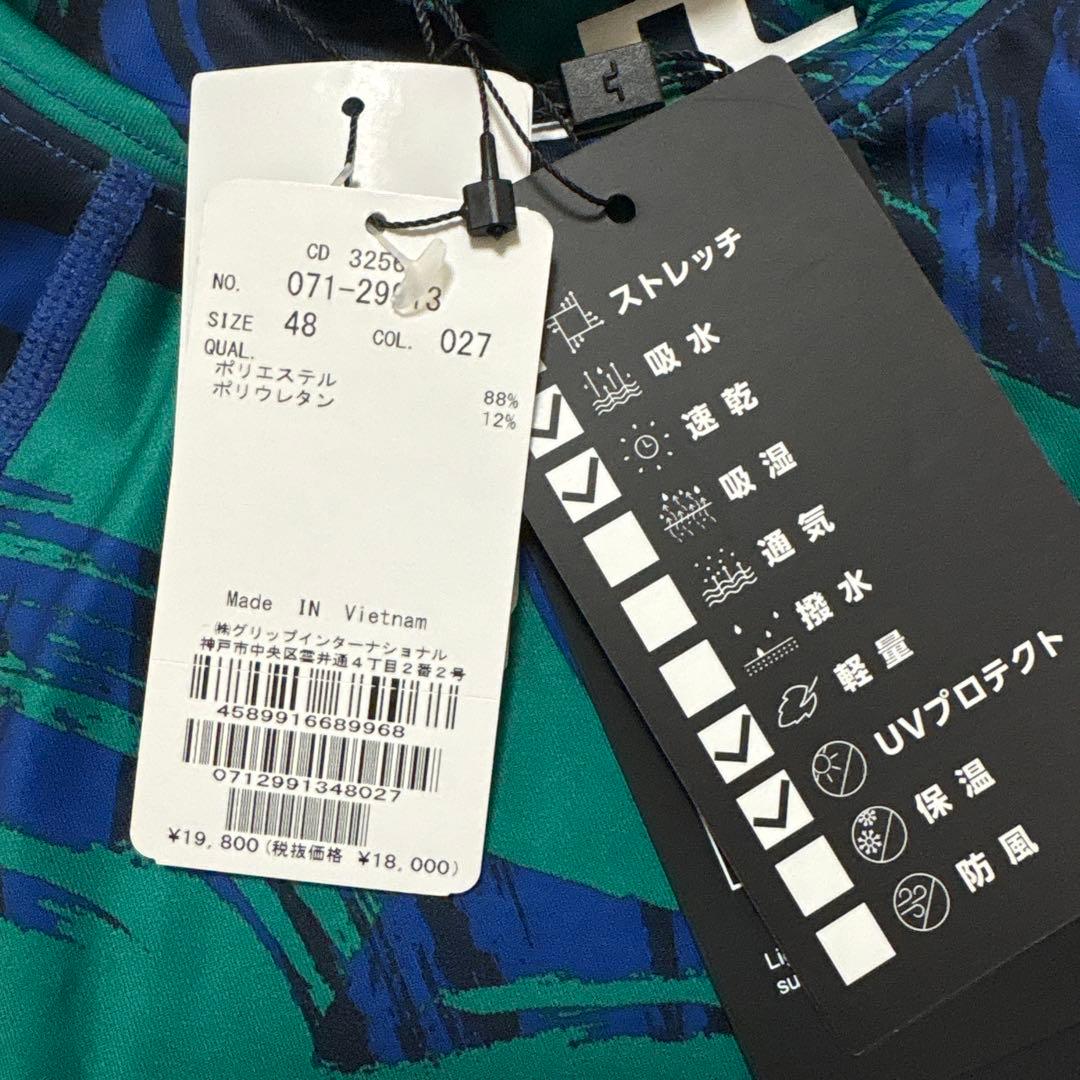 CD 3256
NO. 071-29913
SIZE 48 COL. 027
QUAL.
ポリエステル 88%
ポリウレタン 12%
Made IN Vietnam
㈱グリップインターナショナル
神戸市中央区雲井通4丁目2番2号
4589916689968
0712991348027
¥19,800(税抜価格 ¥18,000)
ストレッチ
吸水
速乾
吸湿
通気
撥水
軽量
UVプロテクト
保温
防風